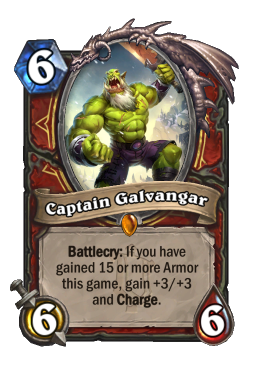 6
Captain Galvangar
Battlecry: If you have
gained 15 or more Armor
this game, gain +3/+3
and Charge.
6
6